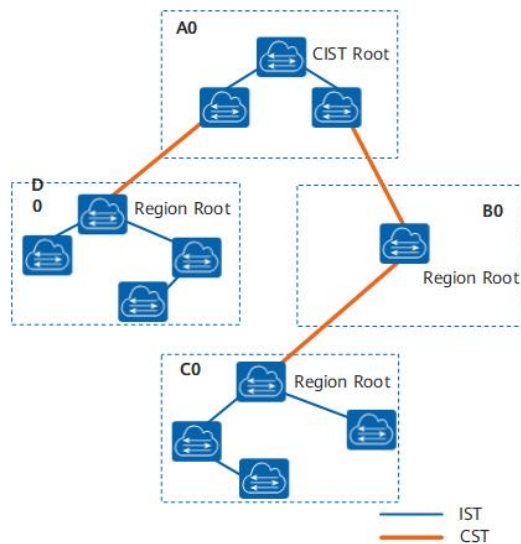 A0
CIST Root
D
0
Region Root
B0
Region Root
C0
Region Root
IST
CST